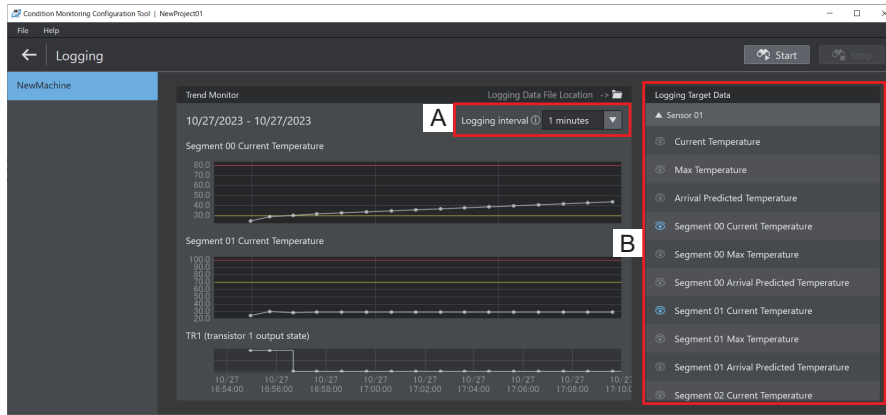 Condition Monitoring Configuration Tool | NewProject01
File Help
Logging
Start
Stop
NewMachine
Trend Monitor
Logging Data File Location ->
10/27/2023 - 10/27/2023
A
Logging interval
1 minutes
Segment 00 Current Temperature
80.0
70.0
60.0
50.0
40.0
30.0
Segment 01 Current Temperature
100.0
90.0
80.0
70.0
60.0
50.0
40.0
30.0
20.0
TR1 (transistor 1 output state)
10/27 10/27 10/27 10/27 10/27 10/27 10/27 10/27 10/2
16:54:00 16:56:00 16:58:00 17:00:00 17:02:00 17:04:00 17:06:00 17:08:00 17:10:0
B
Logging Target Data
Sensor 01
Current Temperature
Max Temperature
Arrival Predicted Temperature
Segment 00 Current Temperature
Segment 00 Max Temperature
Segment 00 Arrival Predicted Temperature
Segment 01 Current Temperature
Segment 01 Max Temperature
Segment 01 Arrival Predicted Temperature
Segment 02 Current Temperature